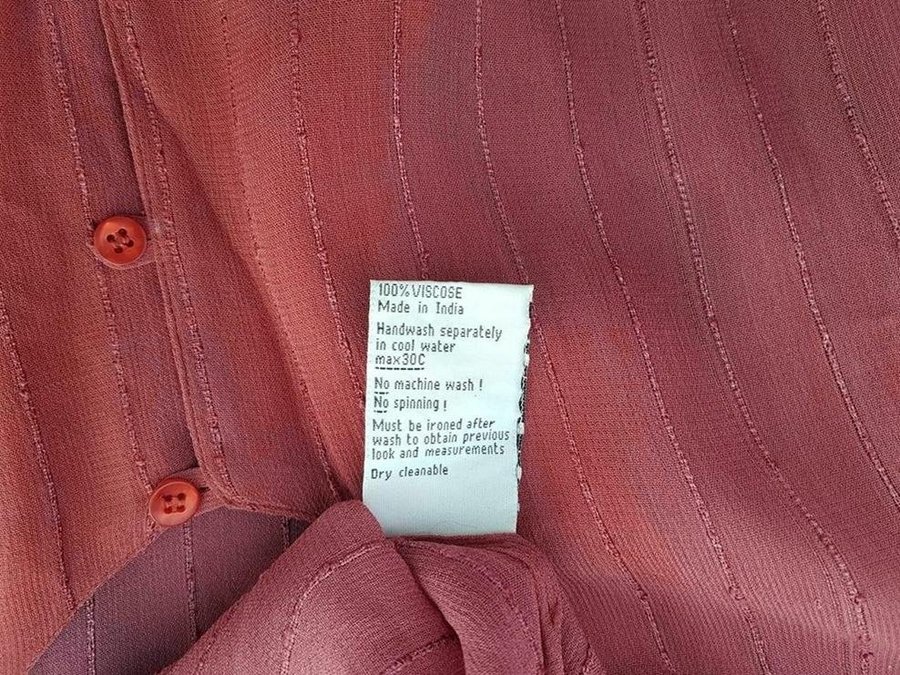 100%VISCOSE
Made in India
Handwash separately
in cool water
max30C
No machine wash !
No spinning !
Must be ironed after
wash to obtain previous
look and measurements
Dry cleanable